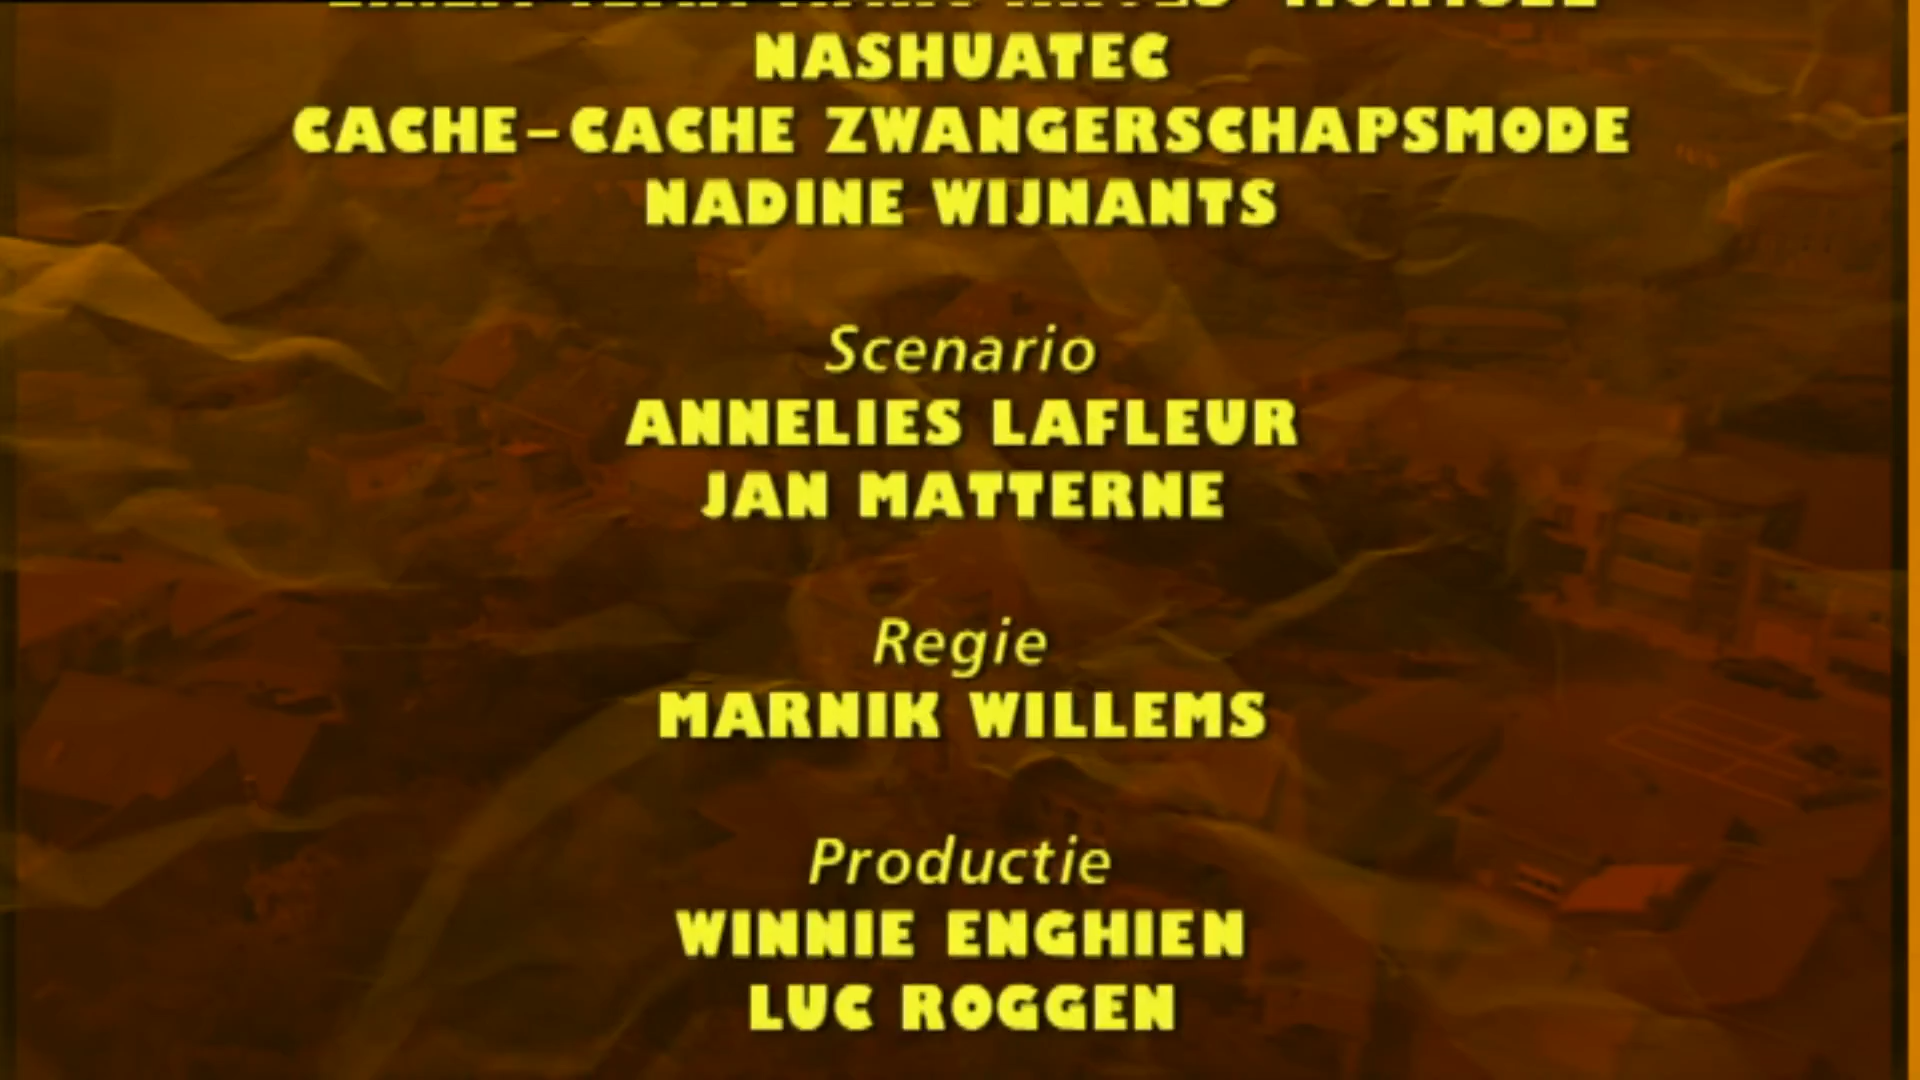 NASHUATEC
CACHE-CACHE ZWANGERSCHAPSMODE
NADINE WIJNANTS
Scenario
ANNELIES LAFLEUR
JAN MATTERNE
Regie
MARNIK WILLEMS
Productie
WINNIE ENGHIEN
LUC ROGGEN